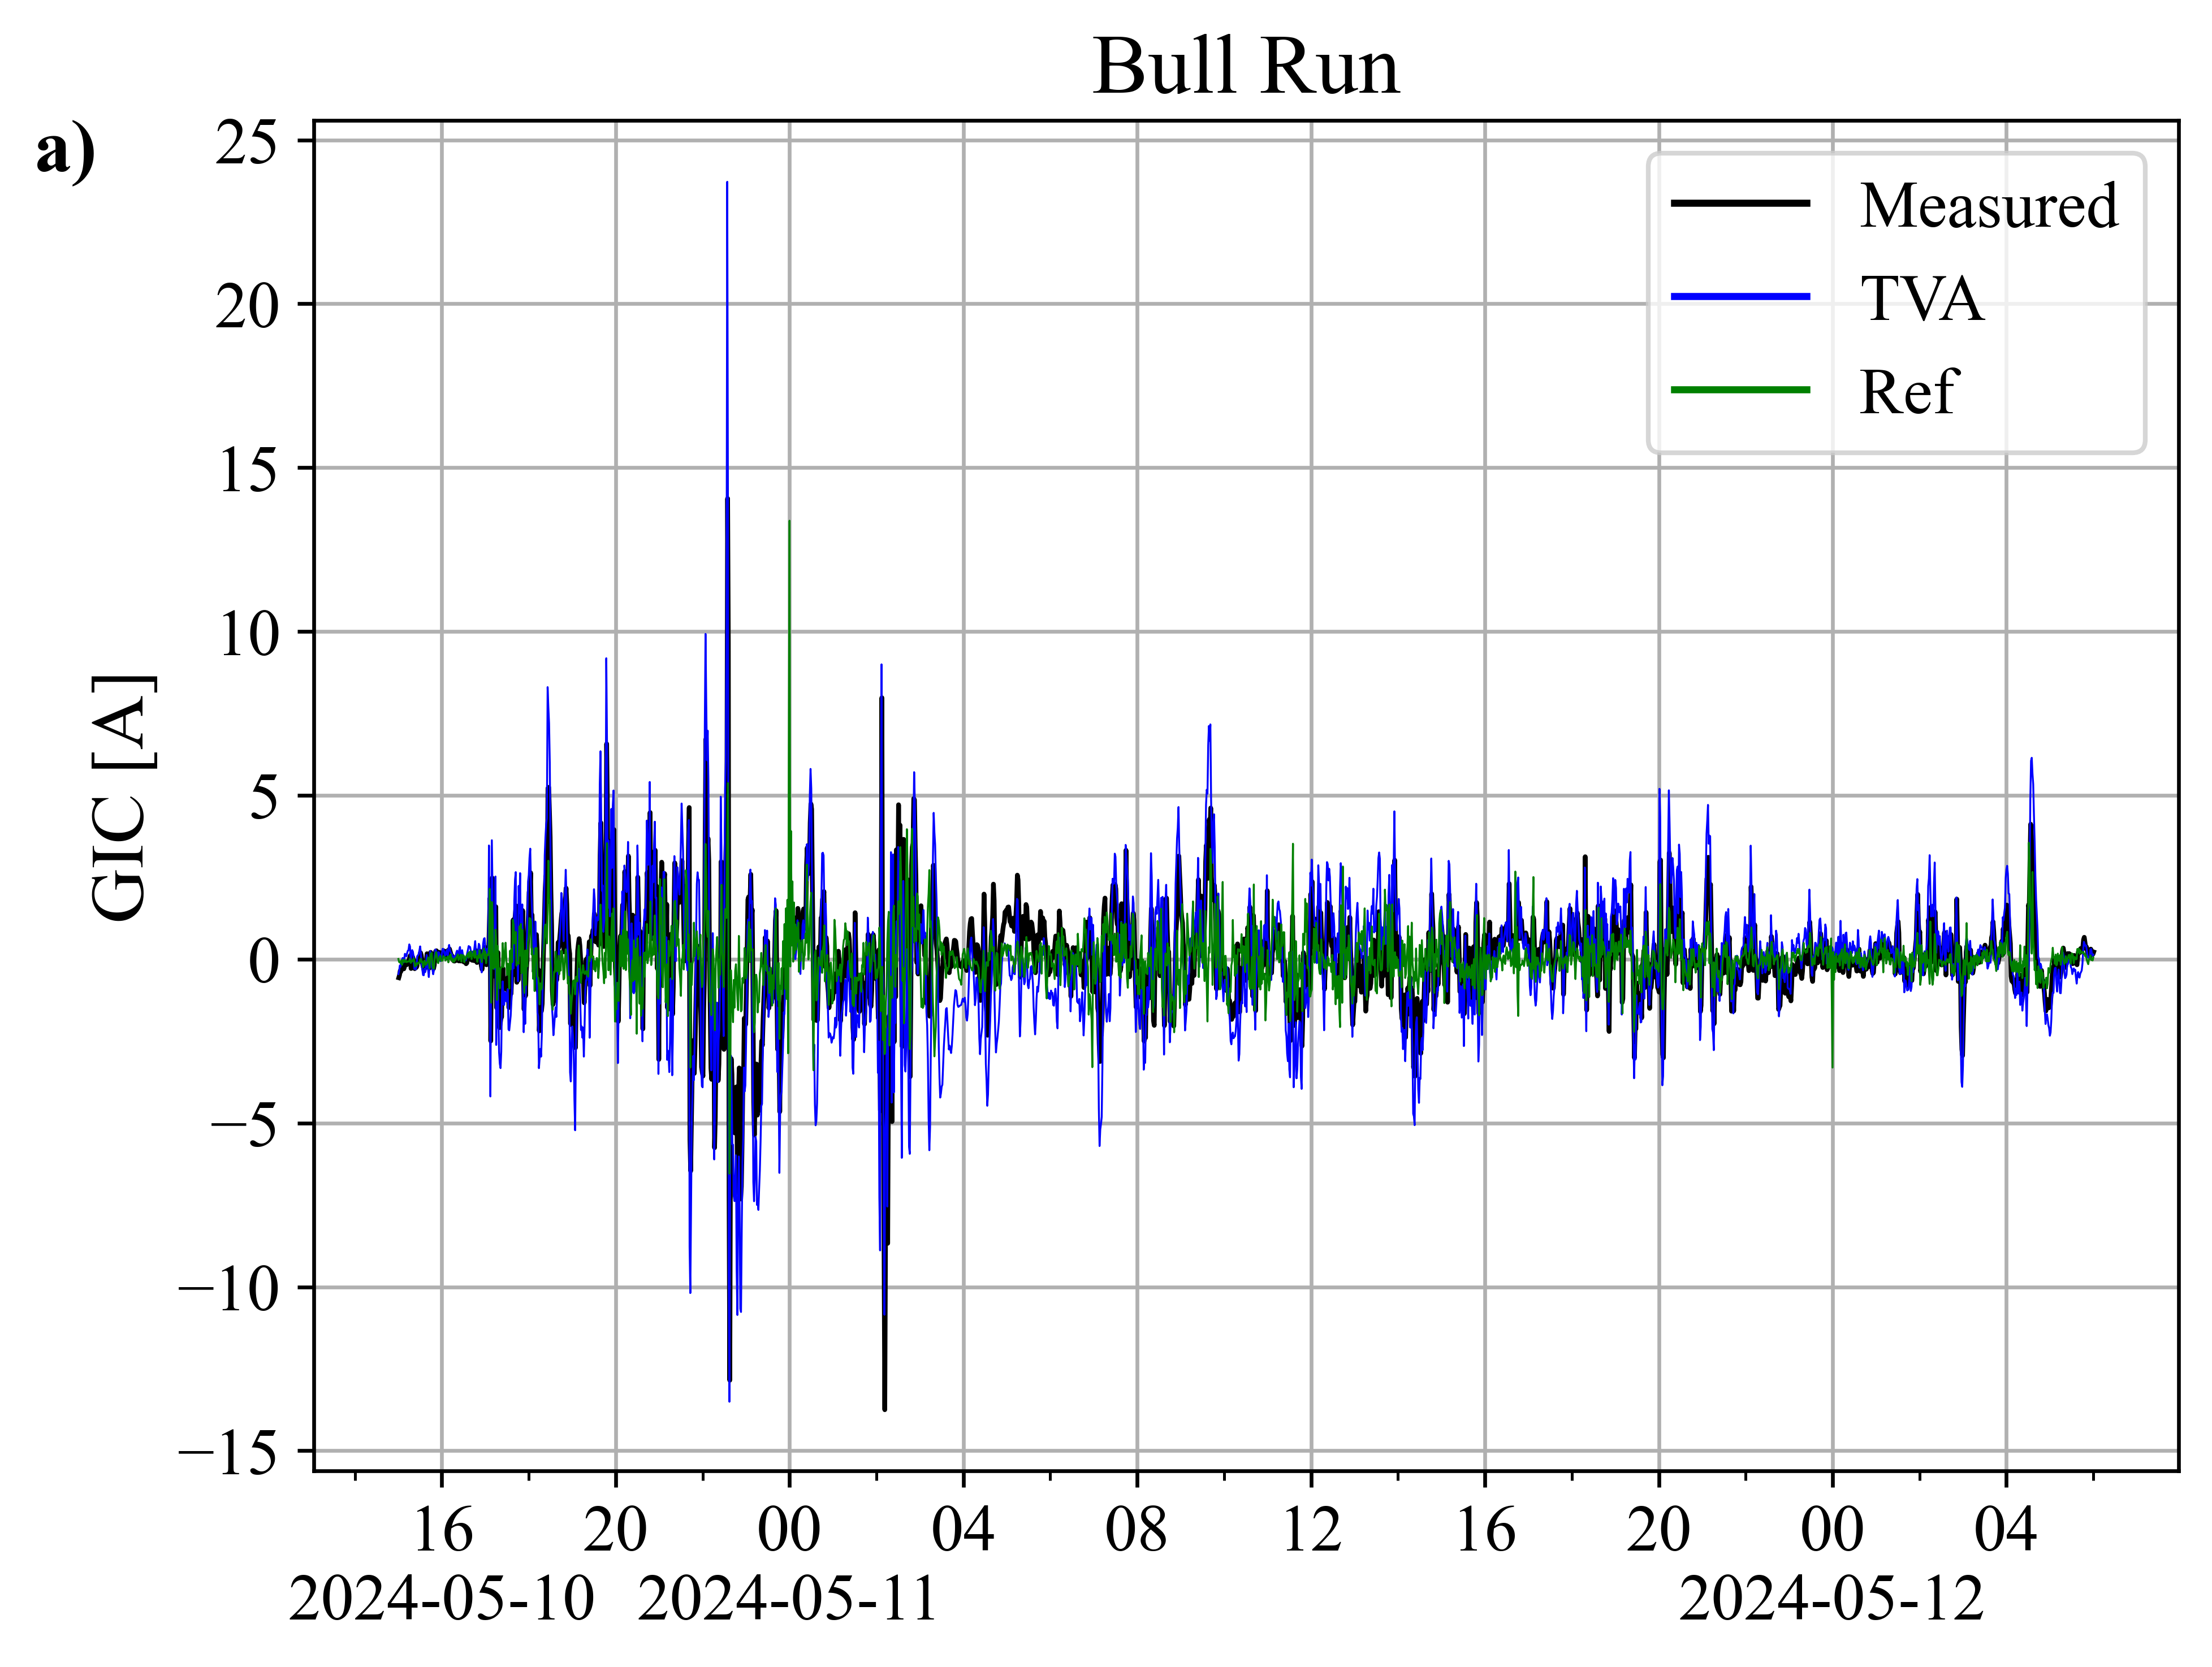 Bull Run
a)
25
20
15
10
5
0
−5
−10
−15
GIC [A]
Measured
TVA
Ref
16 20 00 04 08 12 16 20 00 04
2024-05-10 2024-05-11 2024-05-12